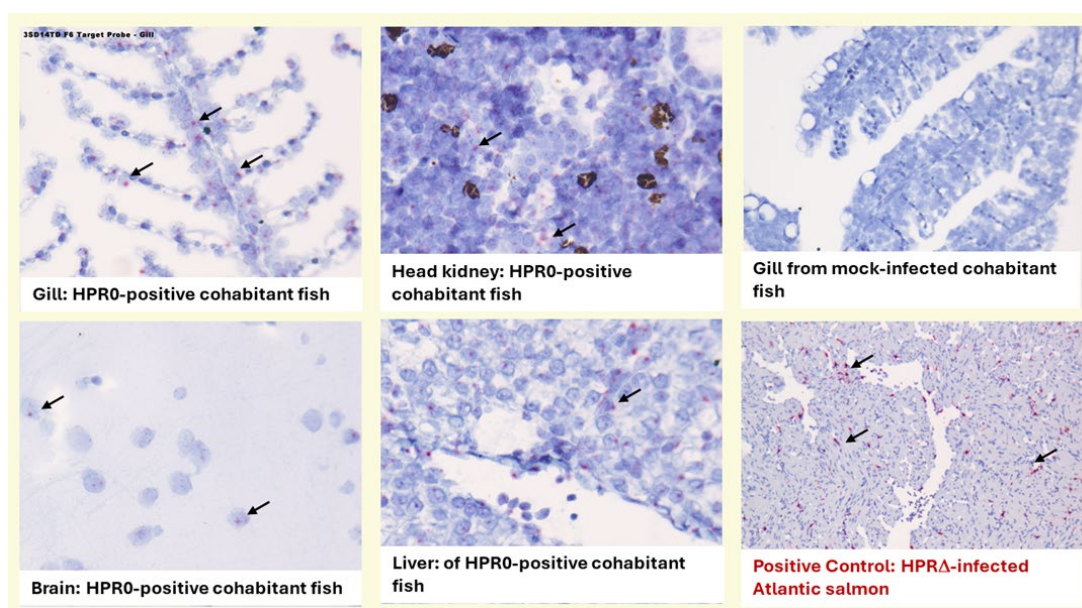 3SD14TD F6 Target Probe - Gill
Gill: HPR0-positive cohabitant fish
Head kidney: HPR0-positive
cohabitant fish
Gill from mock-infected cohabitant
fish
Brain: HPR0-positive cohabitant fish
Liver: of HPR0-positive cohabitant
fish
Positive Control: HPRΔ-infected
Atlantic salmon